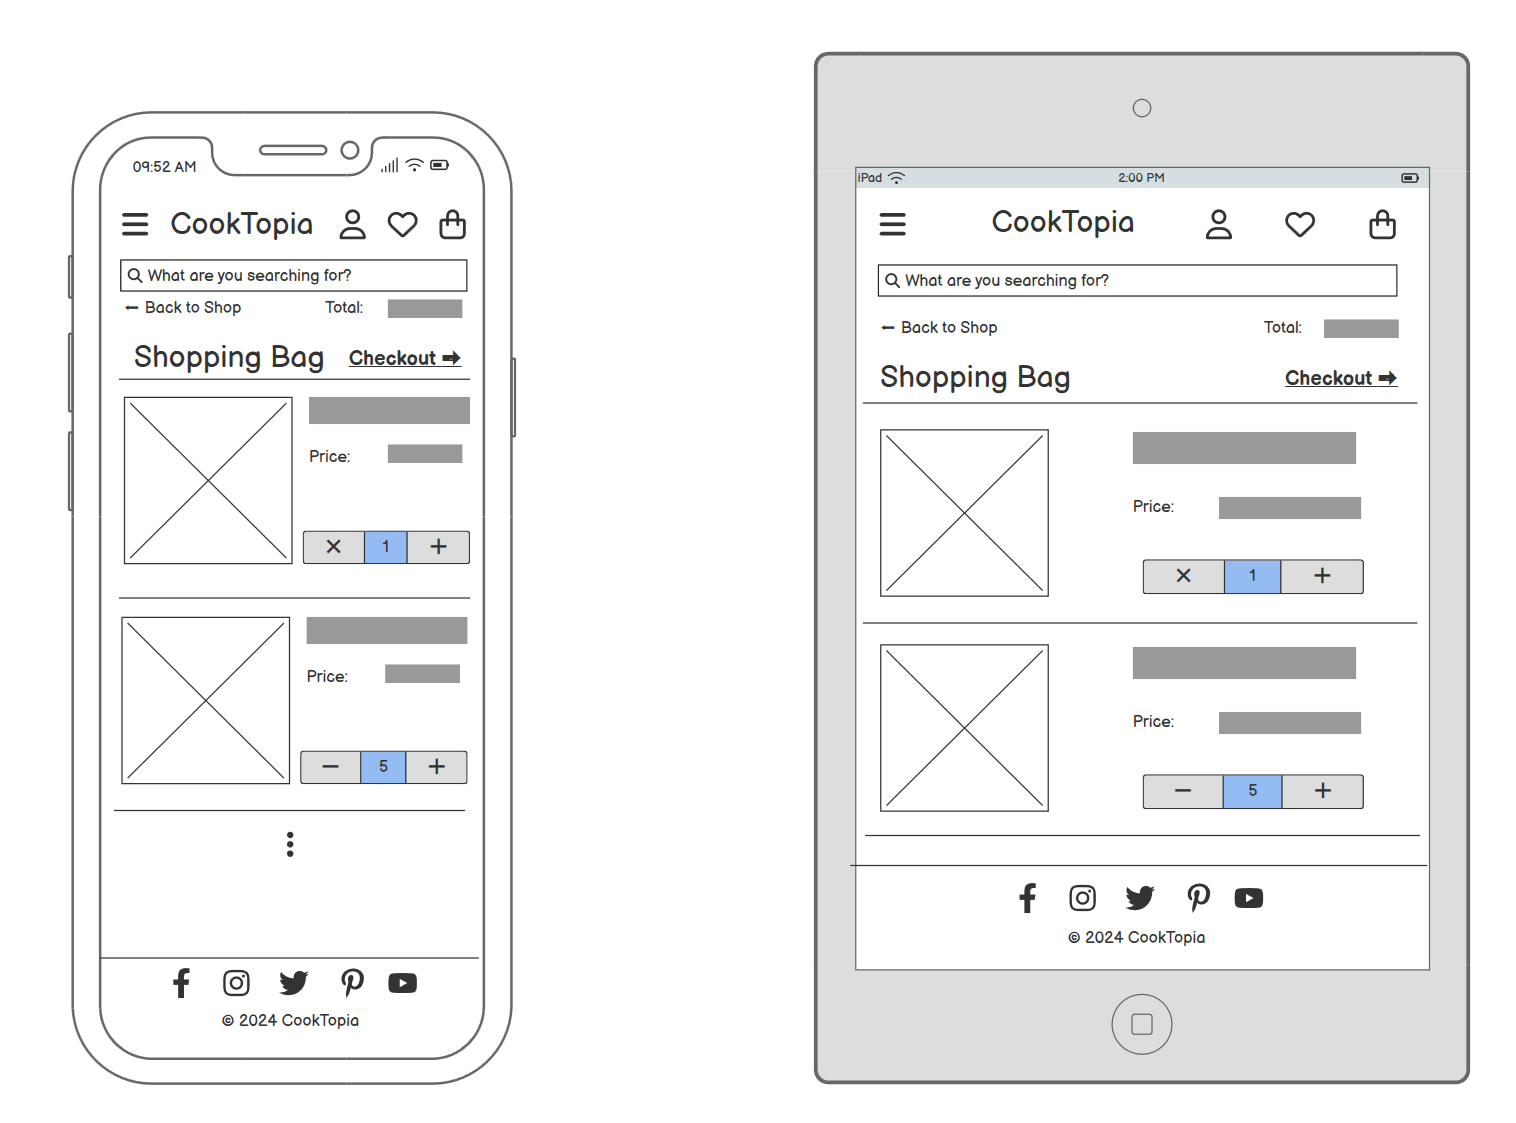 09:52 AM
CookTopia
What are you searching for?
← Back to Shop Total:
Shopping Bag Checkout →
Price:
× 1 +
Price:
− 5 +
© 2024 CookTopia
iPad 2:00 PM
CookTopia
What are you searching for?
← Back to Shop Total:
Shopping Bag Checkout →
Price:
× 1 +
Price:
− 5 +
© 2024 CookTopia